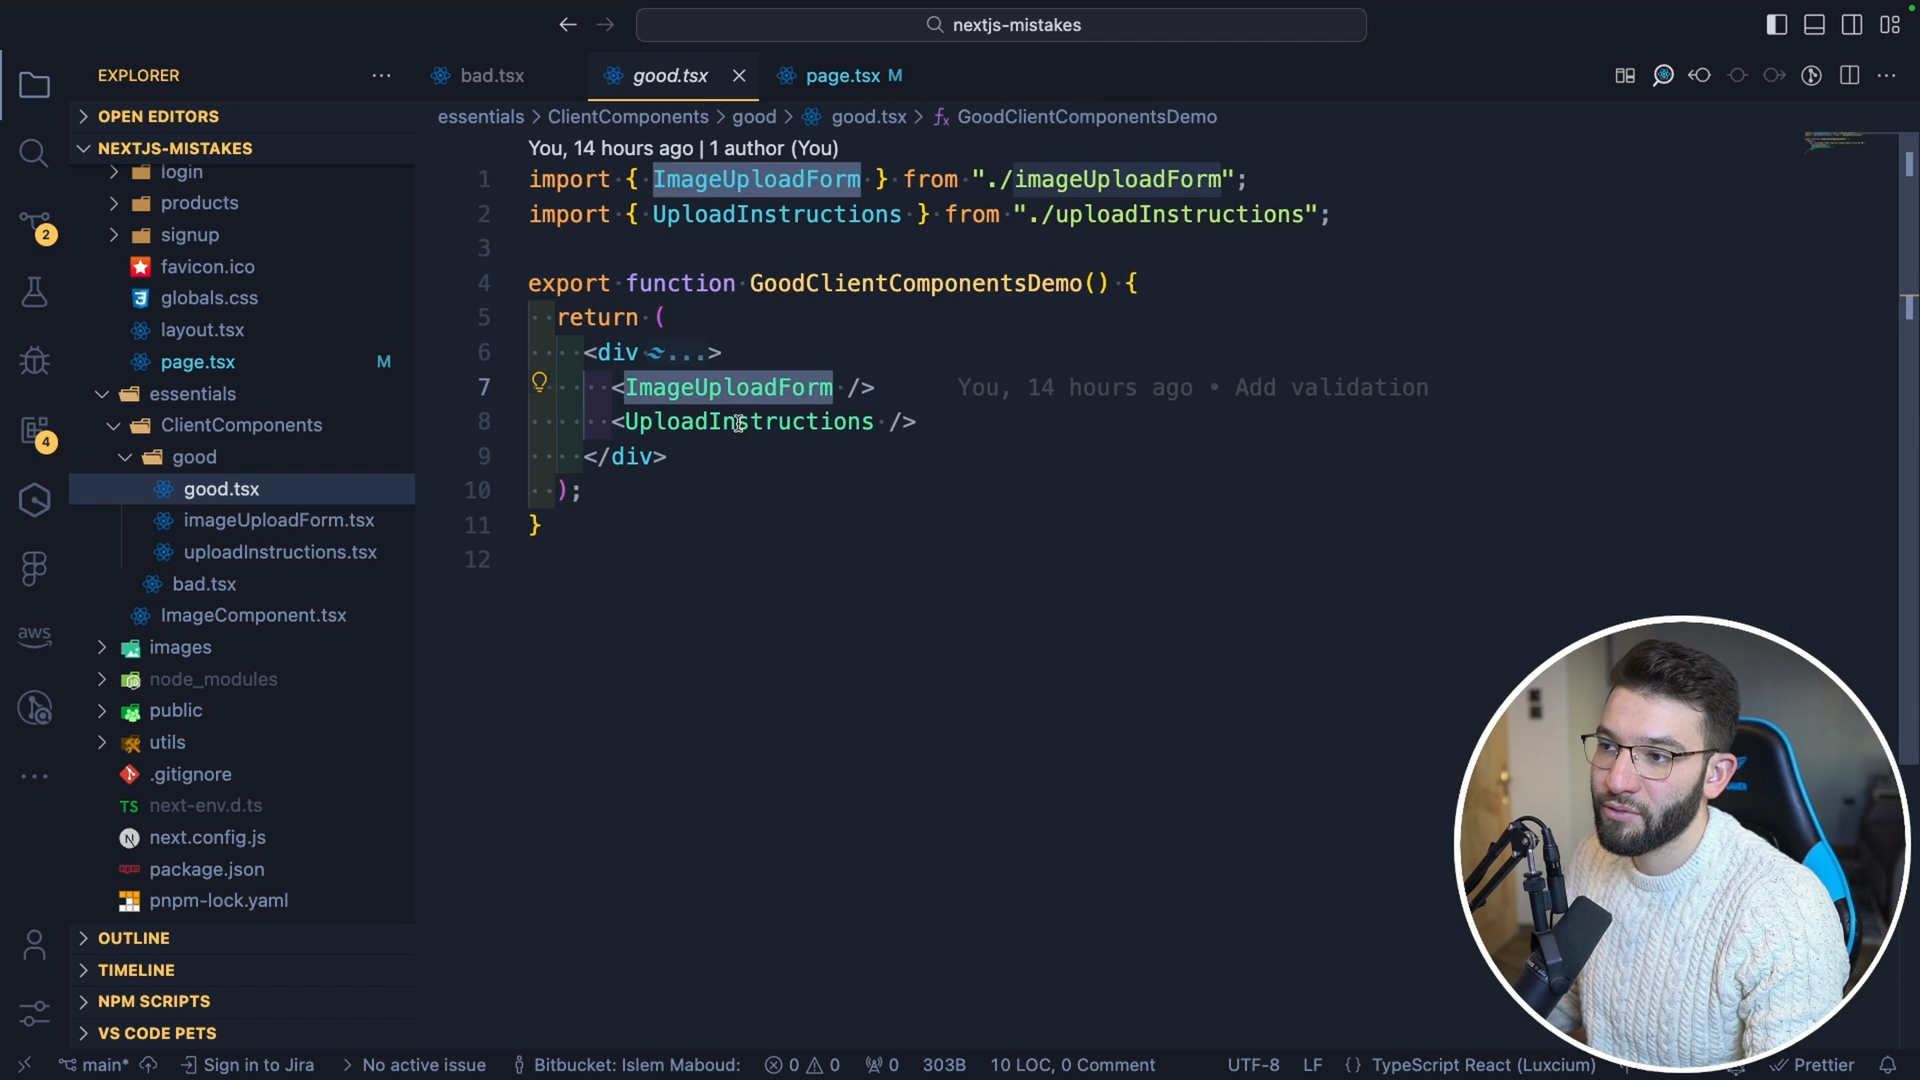 nextjs-mistakes
EXPLORER
bad.tsx
good.tsx
page.tsx M
OPEN EDITORS
essentials > ClientComponents > good > good.tsx > GoodClientComponentsDemo
NEXTJS-MISTAKES
login
products
signup
favicon.ico
globals.css
layout.tsx
page.tsx M
essentials
ClientComponents
good
good.tsx
imageUploadForm.tsx
uploadInstructions.tsx
bad.tsx
ImageComponent.tsx
images
node_modules
public
utils
.gitignore
TS next-env.d.ts
next.config.js
package.json
pnpm-lock.yaml
OUTLINE
TIMELINE
NPM SCRIPTS
VS CODE PETS
2
4
aws
You, 14 hours ago | 1 author (You)
1 import { ImageUploadForm } from "./imageUploadForm";
2 import { UploadInstructions } from "./uploadInstructions";
3
4 export function GoodClientComponentsDemo() {
5 return (
6 <div ...>
7 <ImageUploadForm /> You, 14 hours ago • Add validation
8 <UploadInstructions />
9 </div>
10 );
11 }
12
main* Sign in to Jira > No active issue Bitbucket: Islem Maboud: 0 0 0 303B 10 LOC, 0 Comment UTF-8 LF {} TypeScript React (Luxcium) Prettier